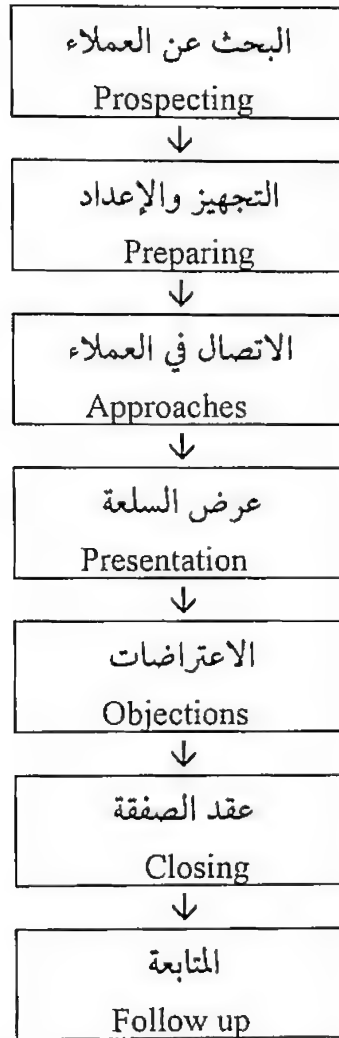 البحث عن العملاء
Prospecting
↓
التجهيز والإعداد
Preparing
↓
الاتصال في العملاء
Approaches
↓
عرض السلعة
Presentation
↓
الاعتراضات
Objections
↓
عقد الصفقة
Closing
↓
المتابعة
Follow up